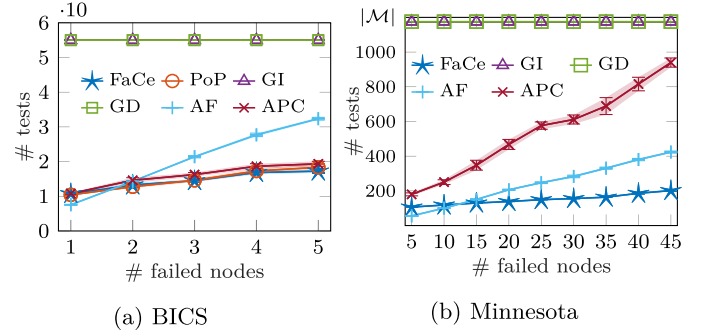 ·10
6
5
4
3
2
1
0
# tests
FaCe PoP GI
GD AF APC
1 2 3 4 5
# failed nodes
(a) BICS
|M|
1000
800
600
400
200
# tests
FaCe GI GD
AF APC
5 10 15 20 25 30 35 40 45
# failed nodes
(b) Minnesota